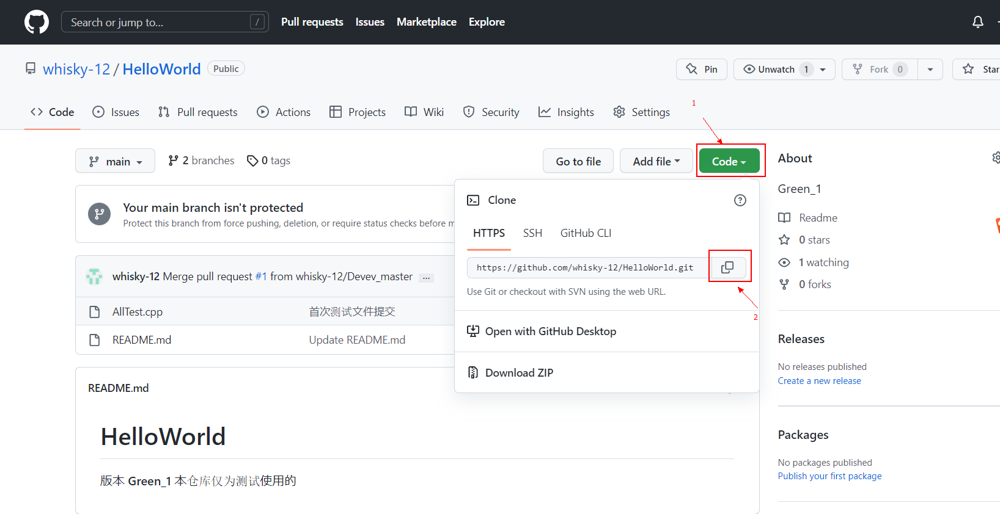 Search or jump to... /
Pull requests Issues Marketplace Explore
whisky-12 / HelloWorld Public
Pin Unwatch 1 Fork 0 Star
Code Issues Pull requests Actions Projects Wiki Security Insights Settings
1
main 2 branches 0 tags
Go to file Add file Code
Your main branch isn't protected
Protect this branch from force pushing, deletion, or require status checks before m
whisky-12 Merge pull request #1 from whisky-12/Devev_master ...
AllTest.cpp 首次测试文件提交
README.md Update README.md
Clone
HTTPS SSH GitHub CLI
https://github.com/whisky-12/HelloWorld.git
Use Git or checkout with SVN using the web URL.
2
Open with GitHub Desktop
Download ZIP
README.md
HelloWorld
版本 Green_1 本仓库仅为测试使用的
About
Green_1
Readme
0 stars
1 watching
0 forks
Releases
No releases published
Create a new release
Packages
No packages published
Publish your first package